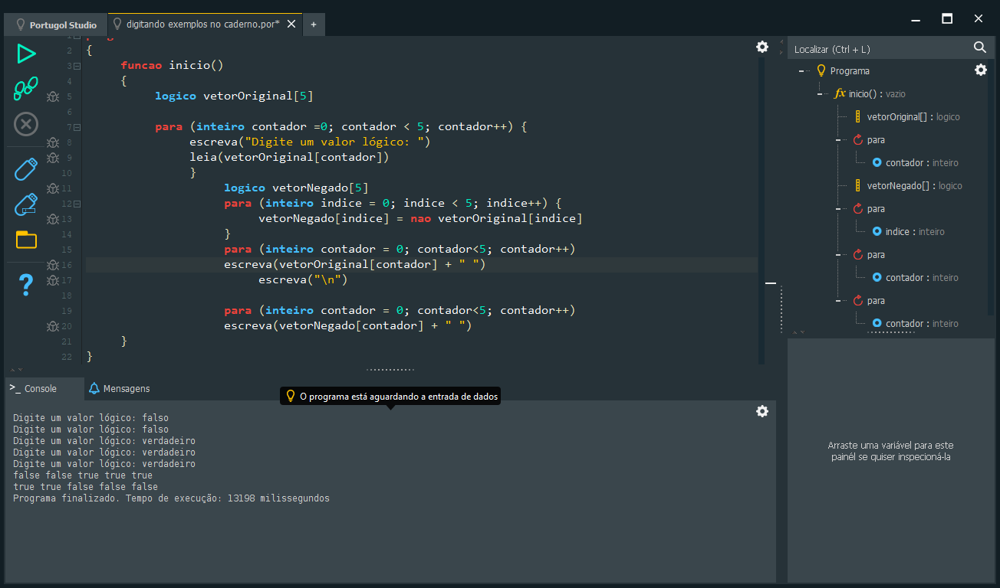 Portugol Studio
digitando exemplos no caderno.por*
+
2 {
3 funcao inicio()
4 {
5 logico vetorOriginal[5]
6
7 para (inteiro contador =0; contador < 5; contador++) {
8 escreva("Digite um valor lógico: ")
9 leia(vetorOriginal[contador])
10 }
11 logico vetorNegado[5]
12 para (inteiro indice = 0; indice < 5; indice++) {
13 vetorNegado[indice] = nao vetorOriginal[indice]
14 }
15 para (inteiro contador = 0; contador<5; contador++)
16 escreva(vetorOriginal[contador] + " ")
17 escreva("\n")
18
19 para (inteiro contador = 0; contador<5; contador++)
20 escreva(vetorNegado[contador] + " ")
21 }
22 }
Localizar (Ctrl + L)
Programa
fx inicio() : vazio
vetorOriginal[] : logico
para
contador : inteiro
vetorNegado[] : logico
para
indice : inteiro
para
contador : inteiro
para
contador : inteiro
>_ Console
Mensagens
O programa está aguardando a entrada de dados
Digite um valor lógico: falso
Digite um valor lógico: falso
Digite um valor lógico: verdadeiro
Digite um valor lógico: verdadeiro
Digite um valor lógico: verdadeiro
false false true true true
true true false false false
Programa finalizado. Tempo de execução: 13198 milissegundos
Arraste uma variável para este
painél se quiser inspecioná-la